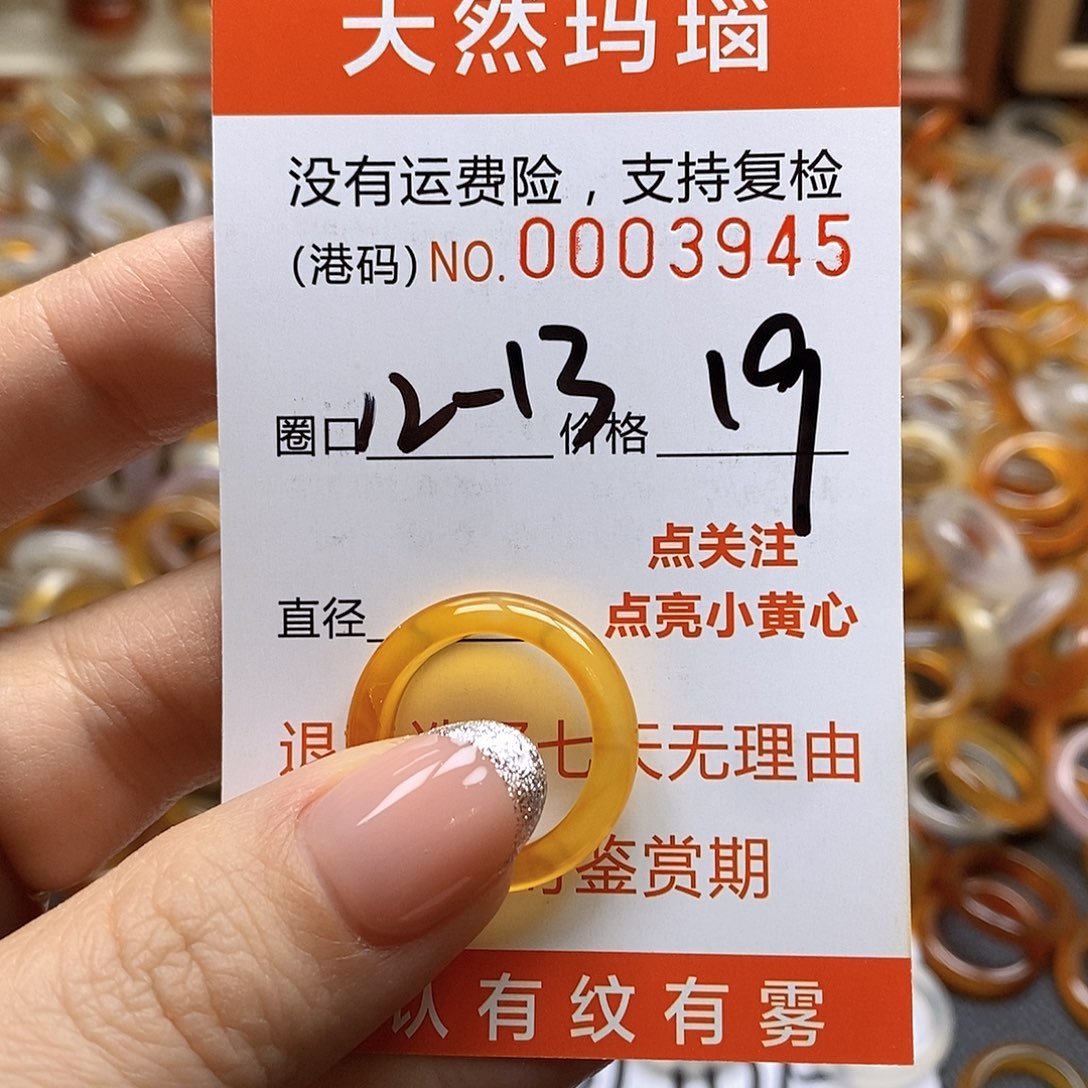 天然玛瑙
没有运费险，支持复检
(港码) NO. 0003945
圈口 12-13 价格 19
点关注
直径 点亮小黄心
退 七天无理由
鉴赏期
认有纹有雾